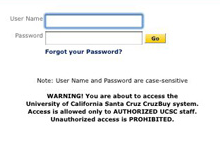 User Name
Password
Go
Forgot your Password?
Note: User Name and Password are case-sensitive
WARNING! You are about to access the
University of California Santa Cruz CruzBuy system.
Access is allowed only to AUTHORIZED UCSC staff.
Unauthorized access is PROHIBITED.